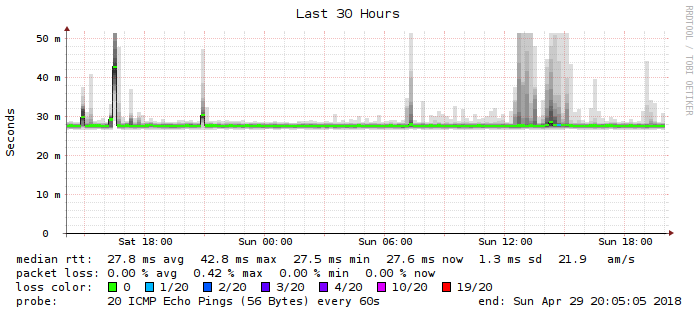 Last 30 Hours
RRDTOOL / TOBI OETIKER
Seconds
50 m
40 m
30 m
20 m
10 m
0
Sat 18:00 Sun 00:00 Sun 06:00 Sun 12:00 Sun 18:00
median rtt: 27.8 ms avg 42.8 ms max 27.5 ms min 27.6 ms now 1.3 ms sd 21.9 am/s
packet loss: 0.00 % avg 0.42 % max 0.00 % min 0.00 % now
loss color: 0 1/20 2/20 3/20 4/20 10/20 19/20
probe: 20 ICMP Echo Pings (56 Bytes) every 60s end: Sun Apr 29 20:05:05 2018